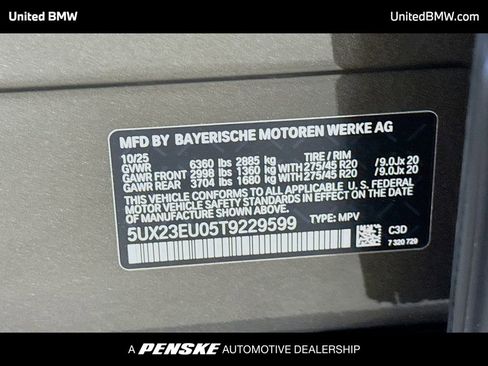 United BMW UnitedBMW.com
MFD BY BAYERISCHE MOTOREN WERKE AG
10/25 TIRE / RIM
GVWR 6360 lbs 2885 kg
GAWR FRONT 2998 lbs 1360 kg WITH 275/45 R20 / 9.0Jx 20
GAWR REAR 3704 lbs 1680 kg WITH 275/45 R20 / 9.0Jx 20
THIS VEHICLE CONFORMS TO ALL APPLICABLE U. S. FEDERAL
MOTOR VEHICLE SAFETY STANDARDS IN EFFECT ON THE DATE
OF MANUFACTURE SHOWN ABOVE.
5UX23EU05T9229599 TYPE: MPV
C3D
7 320 729
A PENSKE AUTOMOTIVE DEALERSHIP